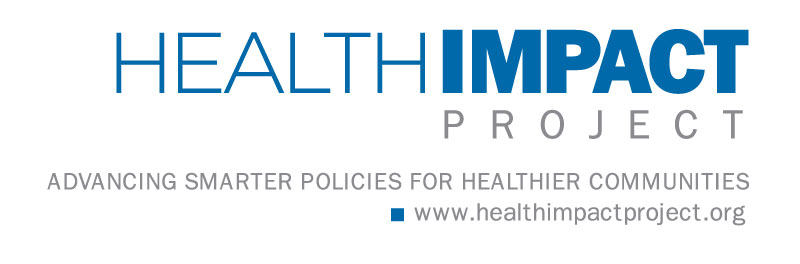 HEALTHIMPACT
PROJECT
ADVANCING SMARTER POLICIES FOR HEALTHIER COMMUNITIES
www.healthimpactproject.org